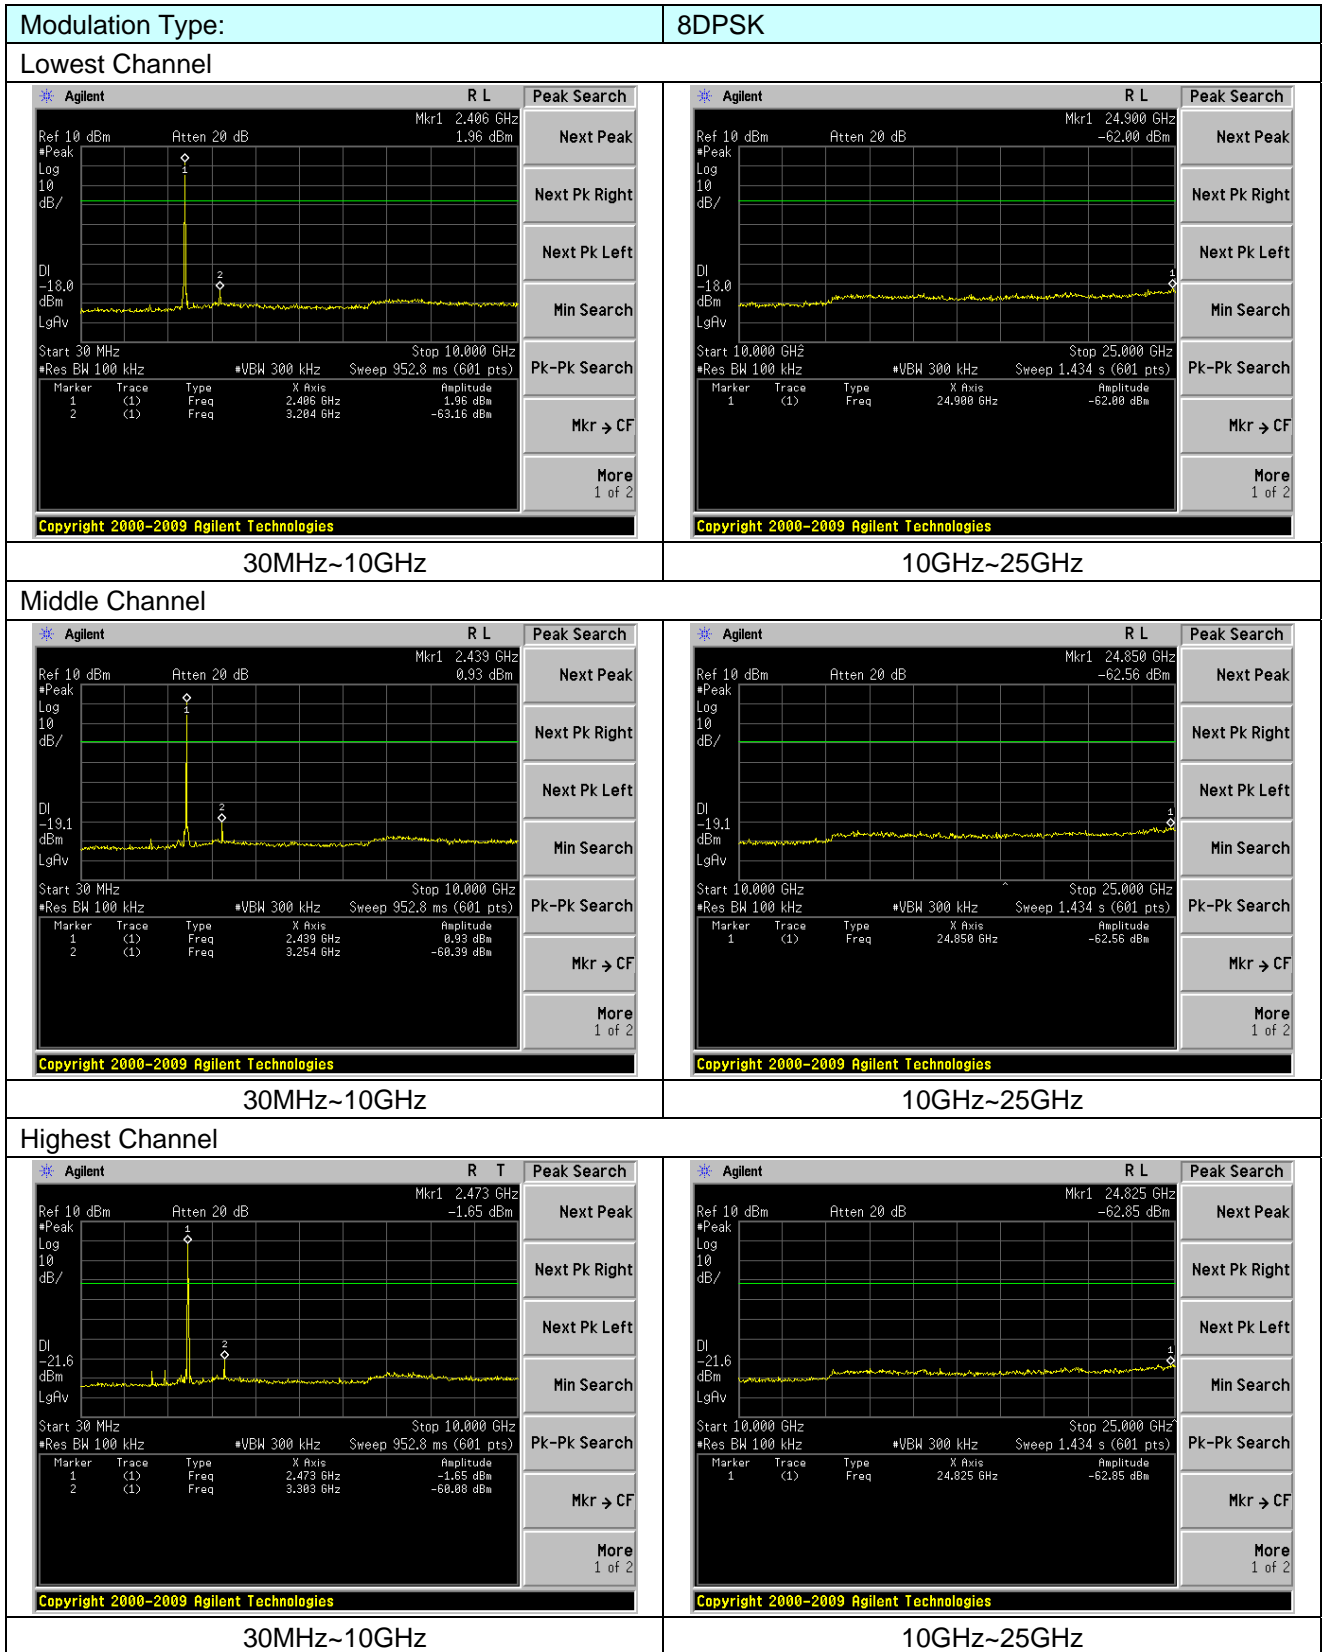 Modulation Type: 8DPSK
Lowest Channel
Agilent R L Peak Search
Mkr1 2.406 GHz
Ref 10 dBm Atten 20 dB 1.96 dBm
#Peak
Log
10
dB/
1
2
DI
-18.0
dBm
LgAv
Start 30 MHz Stop 10.000 GHz
#Res BW 100 kHz #VBW 300 kHz Sweep 952.8 ms (601 pts)
Marker Trace Type X Axis Amplitude
1 (1) Freq 2.406 GHz 1.96 dBm
2 (1) Freq 3.204 GHz -63.16 dBm
Next Peak
Next Pk Right
Next Pk Left
Min Search
Pk-Pk Search
Mkr → CF
More
1 of 2
Copyright 2000-2009 Agilent Technologies
Agilent R L Peak Search
Mkr1 24.900 GHz
Ref 10 dBm Atten 20 dB -62.00 dBm
#Peak
Log
10
dB/
1
DI
-18.0
dBm
LgAv
Start 10.000 GHz Stop 25.000 GHz
#Res BW 100 kHz #VBW 300 kHz Sweep 1.434 s (601 pts)
Marker Trace Type X Axis Amplitude
1 (1) Freq 24.900 GHz -62.00 dBm
Next Peak
Next Pk Right
Next Pk Left
Min Search
Pk-Pk Search
Mkr → CF
More
1 of 2
Copyright 2000-2009 Agilent Technologies
30MHz~10GHz 10GHz~25GHz
Middle Channel
Agilent R L Peak Search
Mkr1 2.439 GHz
Ref 10 dBm Atten 20 dB 0.93 dBm
#Peak
Log
10
dB/
1
2
DI
-19.1
dBm
LgAv
Start 30 MHz Stop 10.000 GHz
#Res BW 100 kHz #VBW 300 kHz Sweep 952.8 ms (601 pts)
Marker Trace Type X Axis Amplitude
1 (1) Freq 2.439 GHz 0.93 dBm
2 (1) Freq 3.254 GHz -60.39 dBm
Next Peak
Next Pk Right
Next Pk Left
Min Search
Pk-Pk Search
Mkr → CF
More
1 of 2
Copyright 2000-2009 Agilent Technologies
Agilent R L Peak Search
Mkr1 24.850 GHz
Ref 10 dBm Atten 20 dB -62.56 dBm
#Peak
Log
10
dB/
1
DI
-19.1
dBm
LgAv
Start 10.000 GHz Stop 25.000 GHz
#Res BW 100 kHz #VBW 300 kHz Sweep 1.434 s (601 pts)
Marker Trace Type X Axis Amplitude
1 (1) Freq 24.850 GHz -62.56 dBm
Next Peak
Next Pk Right
Next Pk Left
Min Search
Pk-Pk Search
Mkr → CF
More
1 of 2
Copyright 2000-2009 Agilent Technologies
30MHz~10GHz 10GHz~25GHz
Highest Channel
Agilent R T Peak Search
Mkr1 2.473 GHz
Ref 10 dBm Atten 20 dB -1.65 dBm
#Peak
Log
10
dB/
1
2
DI
-21.6
dBm
LgAv
Start 30 MHz Stop 10.000 GHz
#Res BW 100 kHz #VBW 300 kHz Sweep 952.8 ms (601 pts)
Marker Trace Type X Axis Amplitude
1 (1) Freq 2.473 GHz -1.65 dBm
2 (1) Freq 3.303 GHz -60.08 dBm
Next Peak
Next Pk Right
Next Pk Left
Min Search
Pk-Pk Search
Mkr → CF
More
1 of 2
Copyright 2000-2009 Agilent Technologies
Agilent R L Peak Search
Mkr1 24.825 GHz
Ref 10 dBm Atten 20 dB -62.85 dBm
#Peak
Log
10
dB/
1
DI
-21.6
dBm
LgAv
Start 10.000 GHz Stop 25.000 GHz
#Res BW 100 kHz #VBW 300 kHz Sweep 1.434 s (601 pts)
Marker Trace Type X Axis Amplitude
1 (1) Freq 24.825 GHz -62.85 dBm
Next Peak
Next Pk Right
Next Pk Left
Min Search
Pk-Pk Search
Mkr → CF
More
1 of 2
Copyright 2000-2009 Agilent Technologies
30MHz~10GHz 10GHz~25GHz